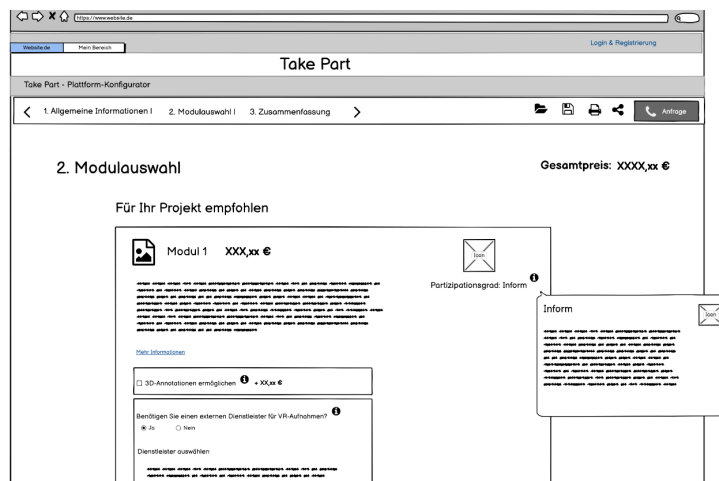 https://www.website.de
Website.de
Mein Bereich
Login & Registrierung
Take Part
Take Part - Plattform-Konfigurator
1. Allgemeine Informationen I
2. Modulauswahl I
3. Zusammenfassung
Anfrage
2. Modulauswahl
Gesamtpreis: XXXX,xx €
Für Ihr Projekt empfohlen
Modul 1 XXX,xx €
Icon
Partizipationsgrad: Inform
Inform
Icon
Mehr Informationen
3D-Annotationen ermöglichen + XX,xx €
Benötigen Sie einen externen Dienstleister für VR-Aufnahmen?
Ja
Nein
Dienstleister auswählen